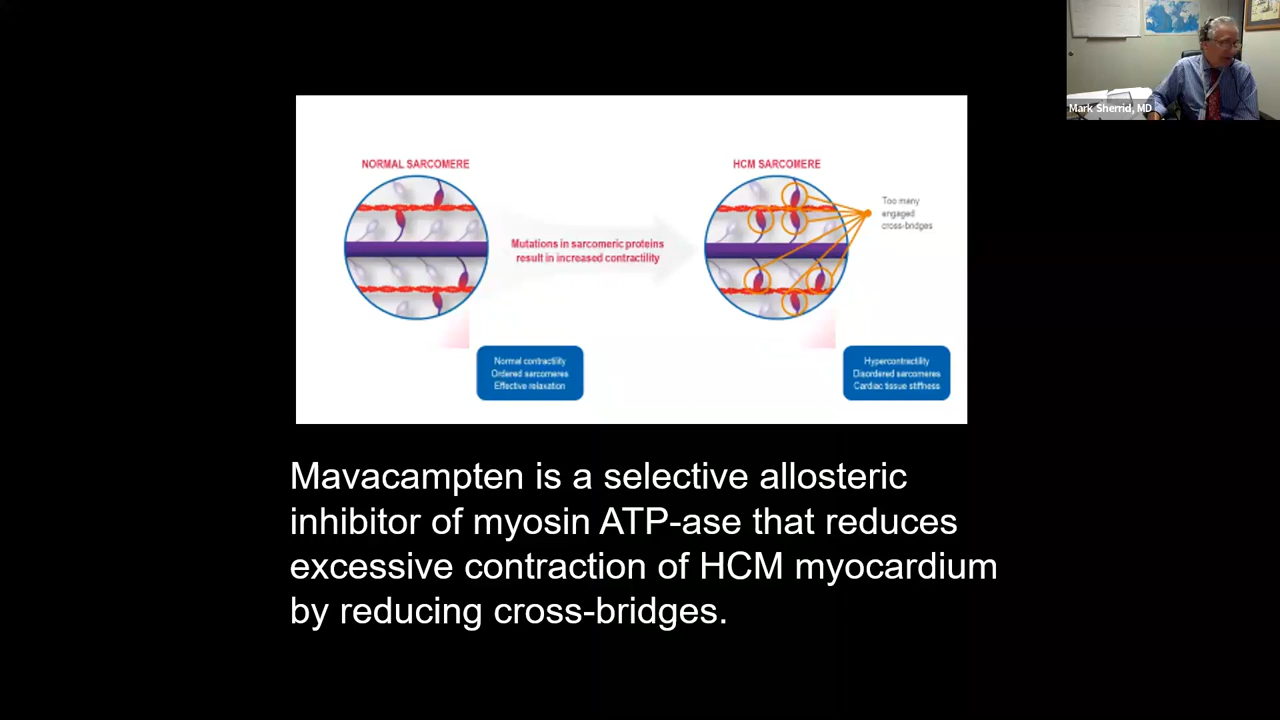 Mark Sherrid, MD
NORMAL SARCOMERE
HCM SARCOMERE
Too many
engaged
cross-bridges
Mutations in sarcomeric proteins
result in increased contractility
Normal contractility
Ordered sarcomeres
Effective relaxation
Hypercontractility
Disordered sarcomeres
Cardiac tissue stiffness
Mavacampten is a selective allosteric
inhibitor of myosin ATP-ase that reduces
excessive contraction of HCM myocardium
by reducing cross-bridges.